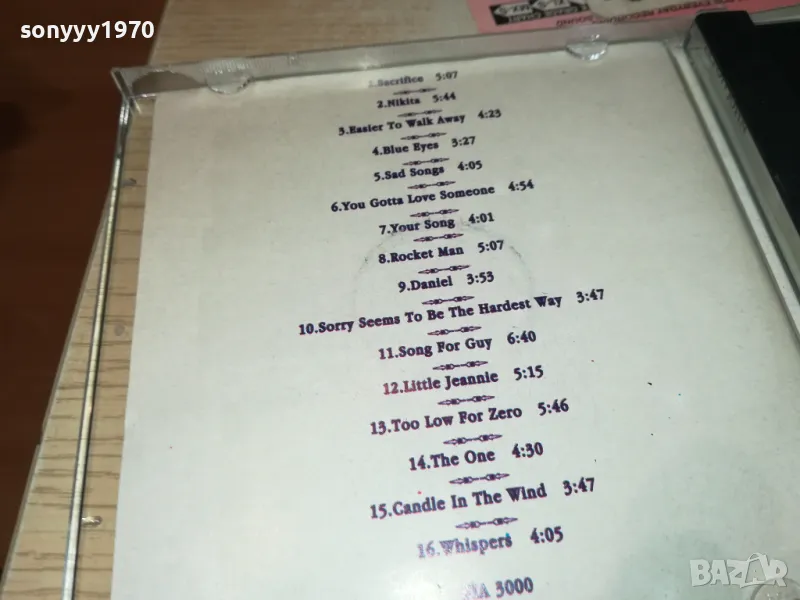 sonyyy1970
1.Sacrifice 5:07
2.Nikita 5:44
3.Easier To Walk Away 4:23
4.Blue Eyes 3:27
5.Sad Songs 4:05
6.You Gotta Love Someone 4:54
7.Your Song 4:01
8.Rocket Man 5:07
9.Daniel 3:53
10.Sorry Seems To Be The Hardest Way 3:47
11.Song For Guy 6:40
12.Little Jeannie 5:15
13.Too Low For Zero 5:46
14.The One 4:30
15.Candle In The Wind 3:47
16.Whispers 4:05
3000
BAZAR